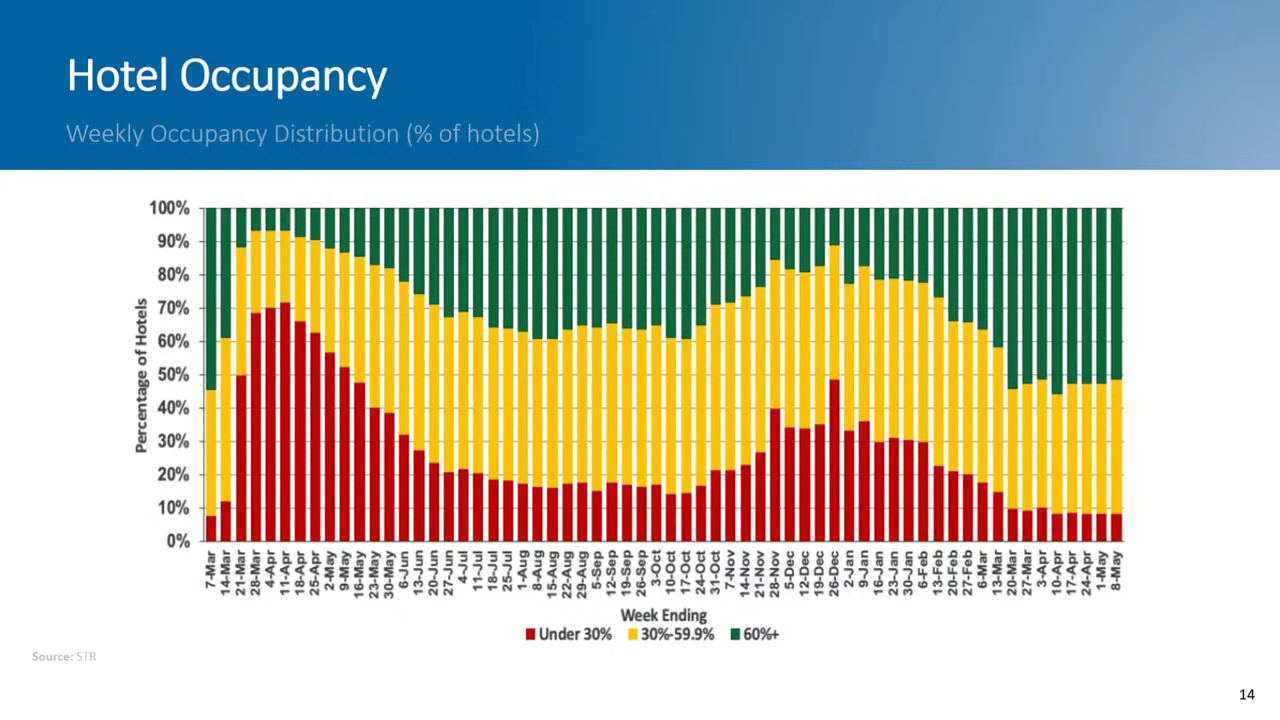 Hotel Occupancy
Weekly Occupancy Distribution (% of hotels)
100%
90%
80%
70%
60%
50%
40%
30%
20%
10%
0%
Percentage of Hotels
7-Mar
14-Mar
21-Mar
28-Mar
4-Apr
11-Apr
18-Apr
25-Apr
2-May
9-May
16-May
23-May
30-May
6-Jun
13-Jun
20-Jun
27-Jun
4-Jul
11-Jul
18-Jul
25-Jul
1-Aug
8-Aug
15-Aug
22-Aug
29-Aug
5-Sep
12-Sep
19-Sep
26-Sep
3-Oct
10-Oct
17-Oct
24-Oct
31-Oct
7-Nov
14-Nov
21-Nov
28-Nov
5-Dec
12-Dec
19-Dec
26-Dec
2-Jan
9-Jan
16-Jan
23-Jan
30-Jan
6-Feb
13-Feb
20-Feb
27-Feb
6-Mar
13-Mar
20-Mar
27-Mar
3-Apr
10-Apr
17-Apr
24-Apr
1-May
8-May
Week Ending
Under 30% 30%-59.9% 60%+
Source: STR
14